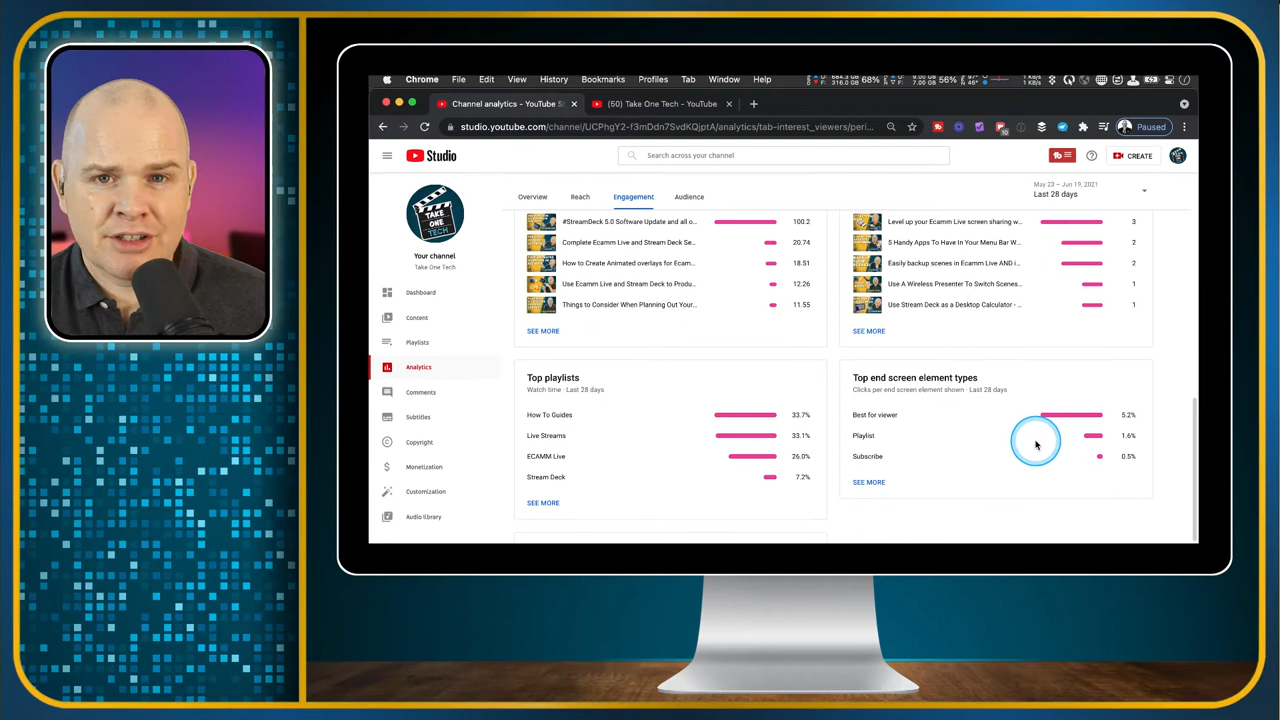 Chrome File Edit View History Bookmarks Profiles Tab Window Help
68% 56%
Channel analytics - YouTube St
(50) Take One Tech - YouTube
studio.youtube.com/channel/UCPhgY2-f3mDdn7SvdKQjptA/analytics/tab-interest_viewers/peri...
Paused
Studio
Search across your channel
CREATE
TAKE
ONE
TECH
Your channel
Take One Tech
Dashboard
Content
Playlists
Analytics
Comments
Subtitles
Copyright
Monetization
Customization
Audio library
Overview Reach Engagement Audience
May 23 – Jun 19, 2021
Last 28 days
#StreamDeck 5.0 Software Update and all o... 100.2
Complete Ecamm Live and Stream Deck Se... 20.74
How to Create Animated overlays for Ecam... 18.51
Use Ecamm Live and Stream Deck to Produ... 12.26
Things to Consider When Planning Out Your... 11.55
SEE MORE
Level up your Ecamm Live screen sharing w... 3
5 Handy Apps To Have In Your Menu Bar W... 2
Easily backup scenes in Ecamm Live AND i... 2
Use A Wireless Presenter To Switch Scenes... 1
Use Stream Deck as a Desktop Calculator - ... 1
SEE MORE
Top playlists
Watch time · Last 28 days
How To Guides 33.7%
Live Streams 33.1%
ECAMM Live 26.0%
Stream Deck 7.2%
SEE MORE
Top end screen element types
Clicks per end screen element shown · Last 28 days
Best for viewer 5.2%
Playlist 1.6%
Subscribe 0.5%
SEE MORE